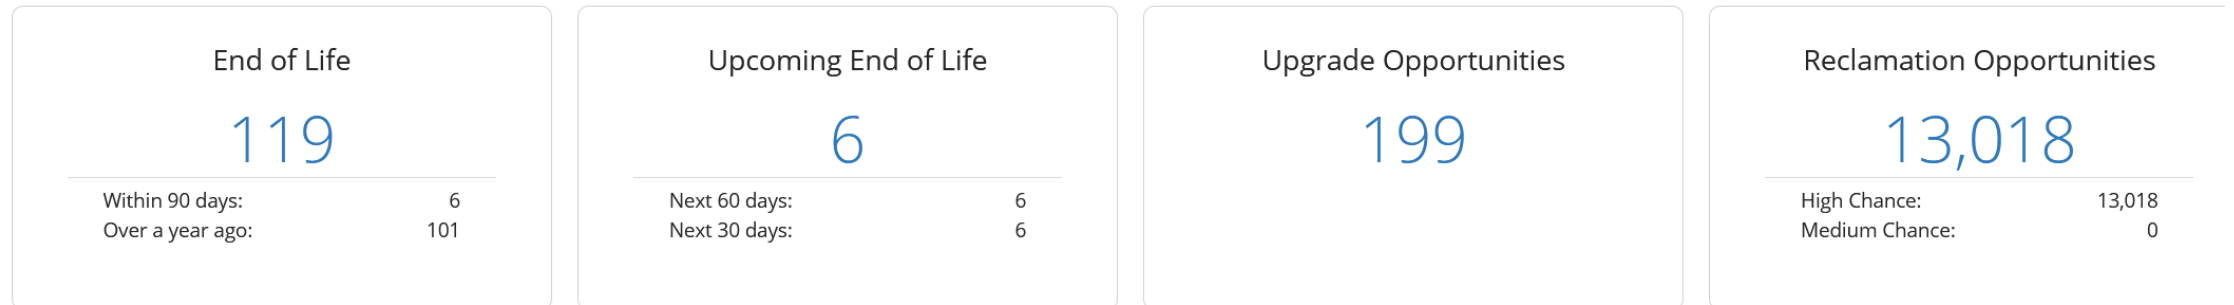 End of Life
119
Within 90 days: 6
Over a year ago: 101
Upcoming End of Life
6
Next 60 days: 6
Next 30 days: 6
Upgrade Opportunities
199
Reclamation Opportunities
13,018
High Chance: 13,018
Medium Chance: 0